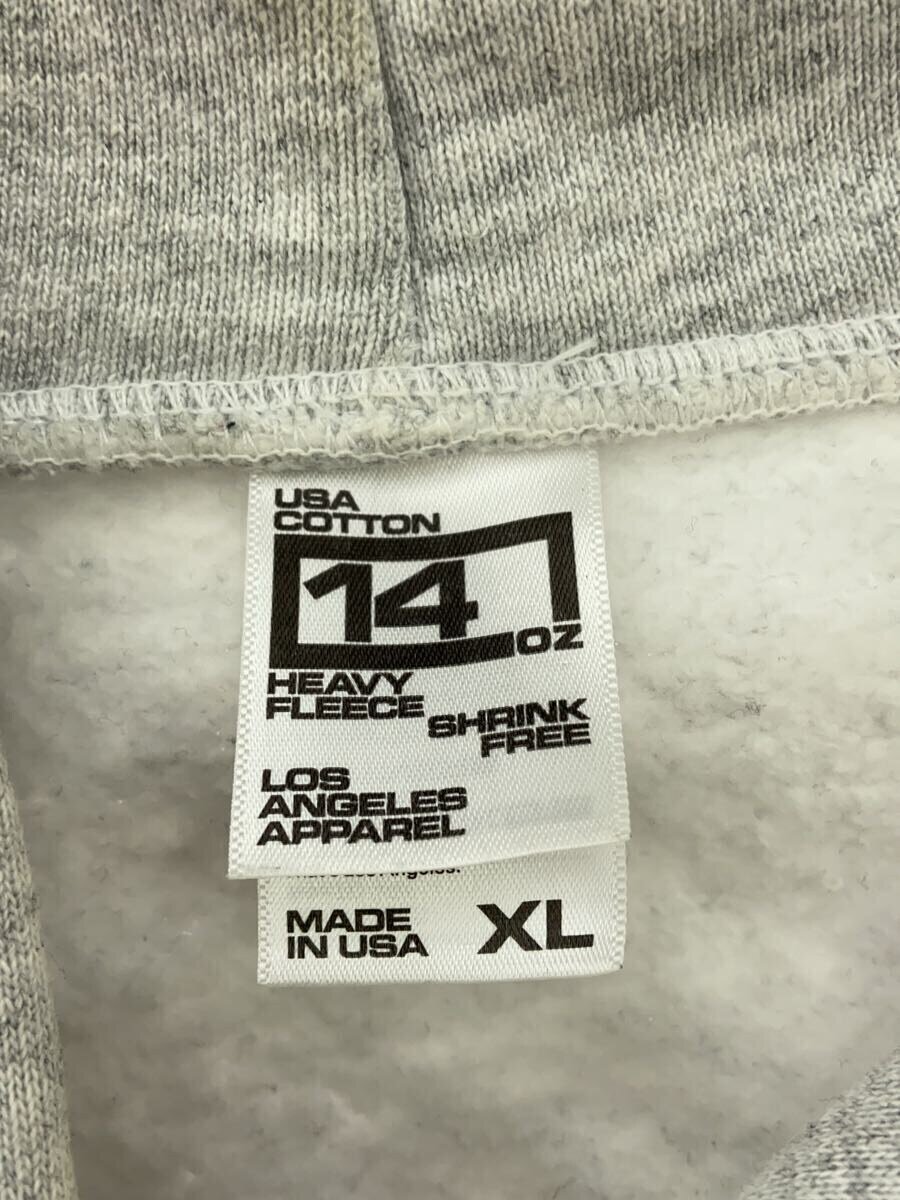 USA
COTTON
14
OZ
HEAVY
FLEECE
SHRINK
FREE
LOS
ANGELES
APPAREL
MADE
IN USA
XL